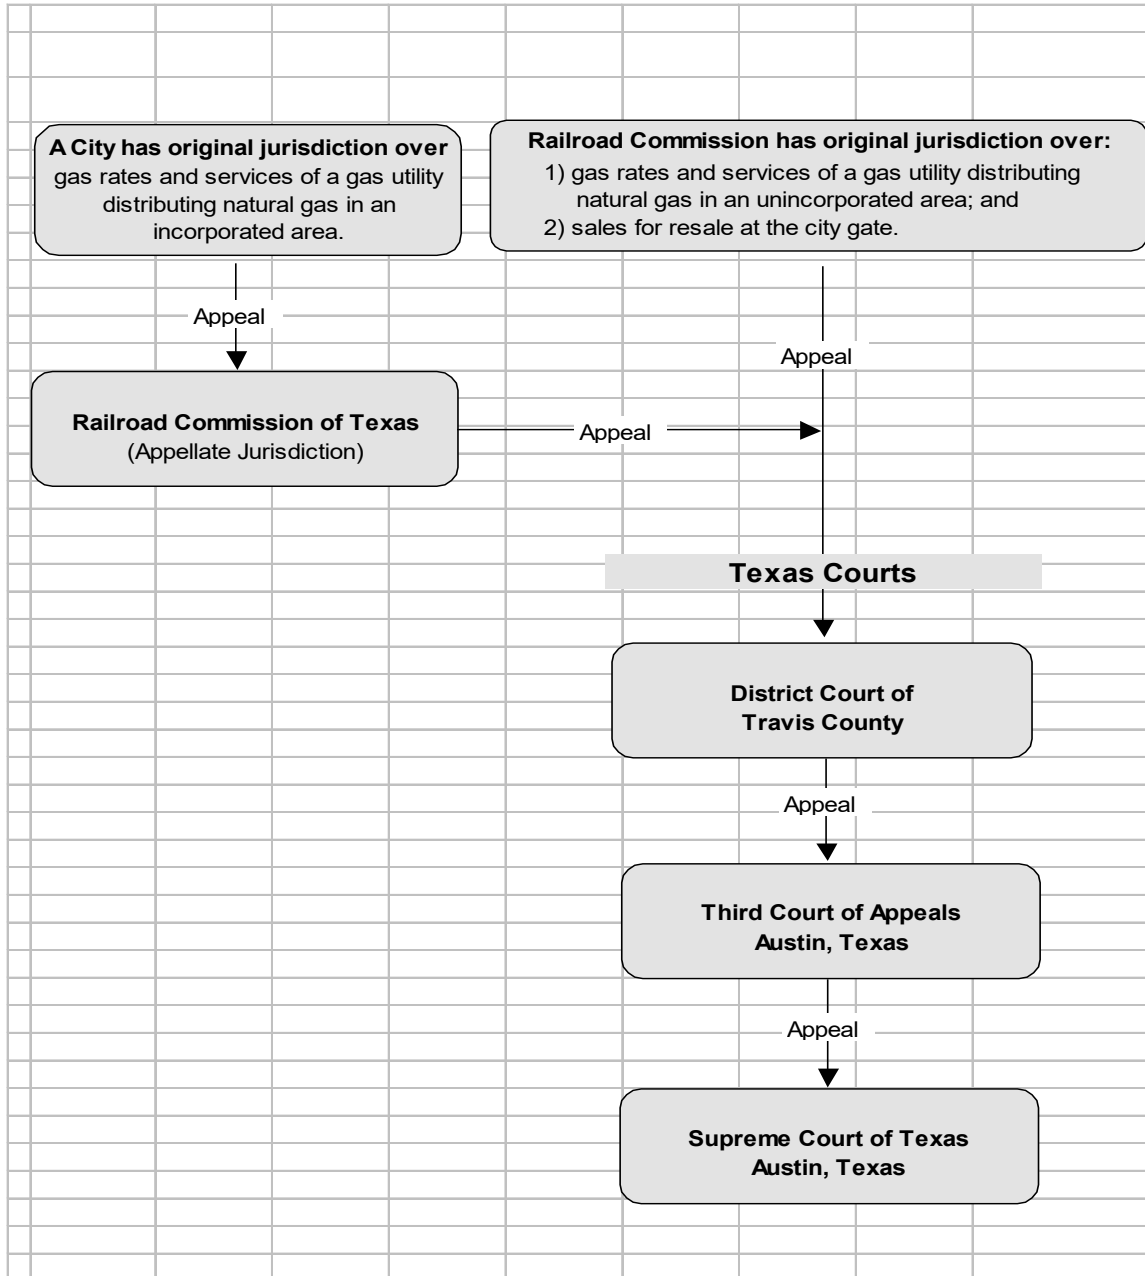 A City has original jurisdiction over
gas rates and services of a gas utility
distributing natural gas in an
incorporated area.
Railroad Commission has original jurisdiction over:
1) gas rates and services of a gas utility distributing
natural gas in an unincorporated area; and
2) sales for resale at the city gate.
Appeal
Appeal
Railroad Commission of Texas
(Appellate Jurisdiction)
Appeal
Texas Courts
District Court of
Travis County
Appeal
Third Court of Appeals
Austin, Texas
Appeal
Supreme Court of Texas
Austin, Texas